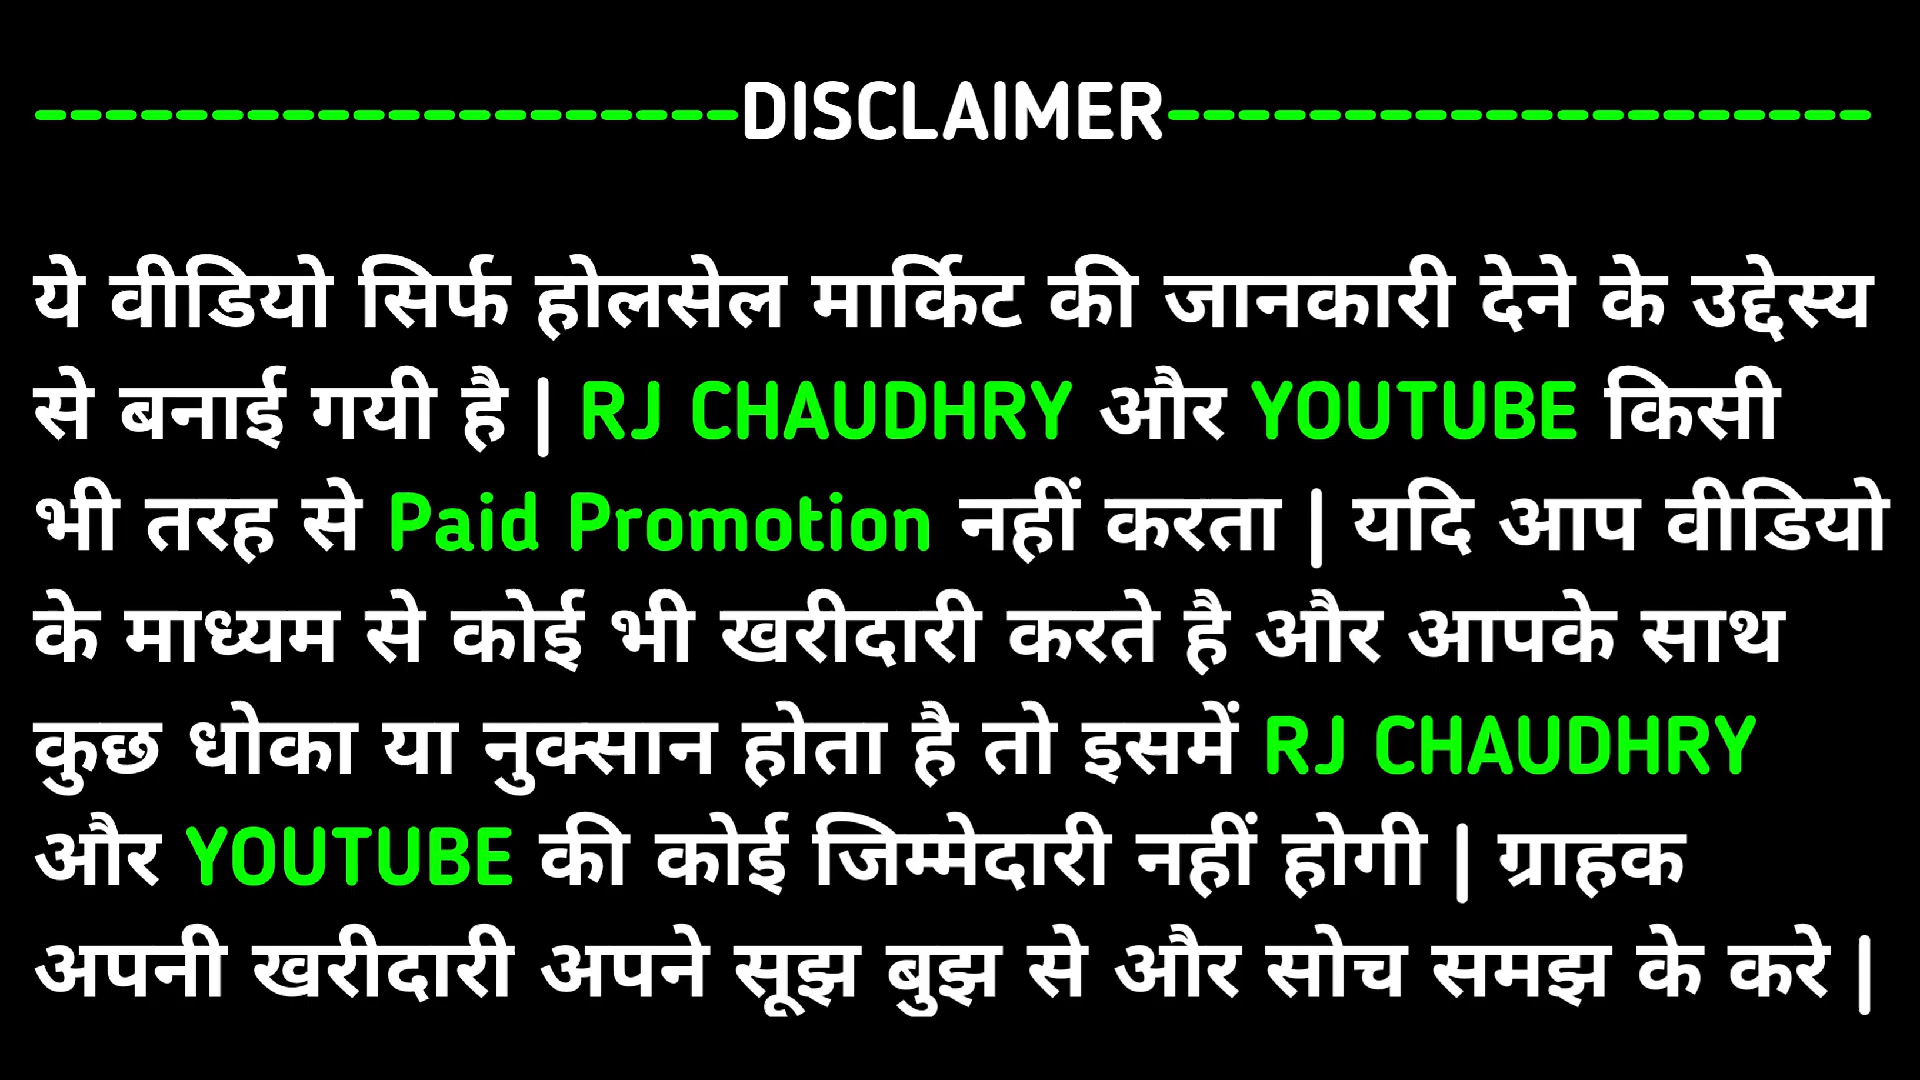 --------------------DISCLAIMER--------------------
ये वीडियो सिर्फ होलसेल मार्किट की जानकारी देने के उद्देस्य
से बनाई गयी है | RJ CHAUDHRY और YOUTUBE किसी
भी तरह से Paid Promotion नहीं करता | यदि आप वीडियो
के माध्यम से कोई भी खरीदारी करते है और आपके साथ
कुछ धोका या नुक्सान होता है तो इसमें RJ CHAUDHRY
और YOUTUBE की कोई जिम्मेदारी नहीं होगी | ग्राहक
अपनी खरीदारी अपने सूझ बुझ से और सोच समझ के करे |